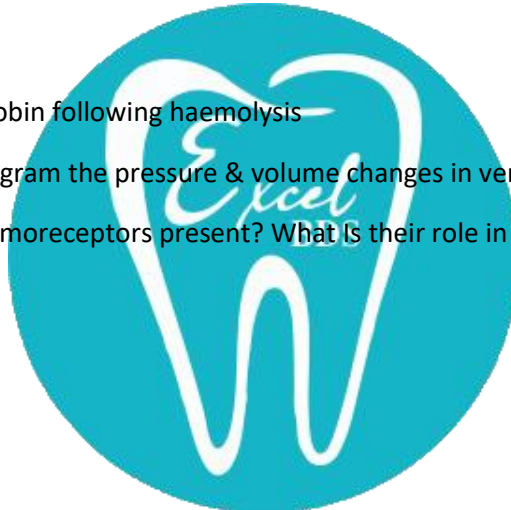 obin following haemolysis
gram the pressure & volume changes in ver
moreceptors present? What Is their role in
Excel
BDS